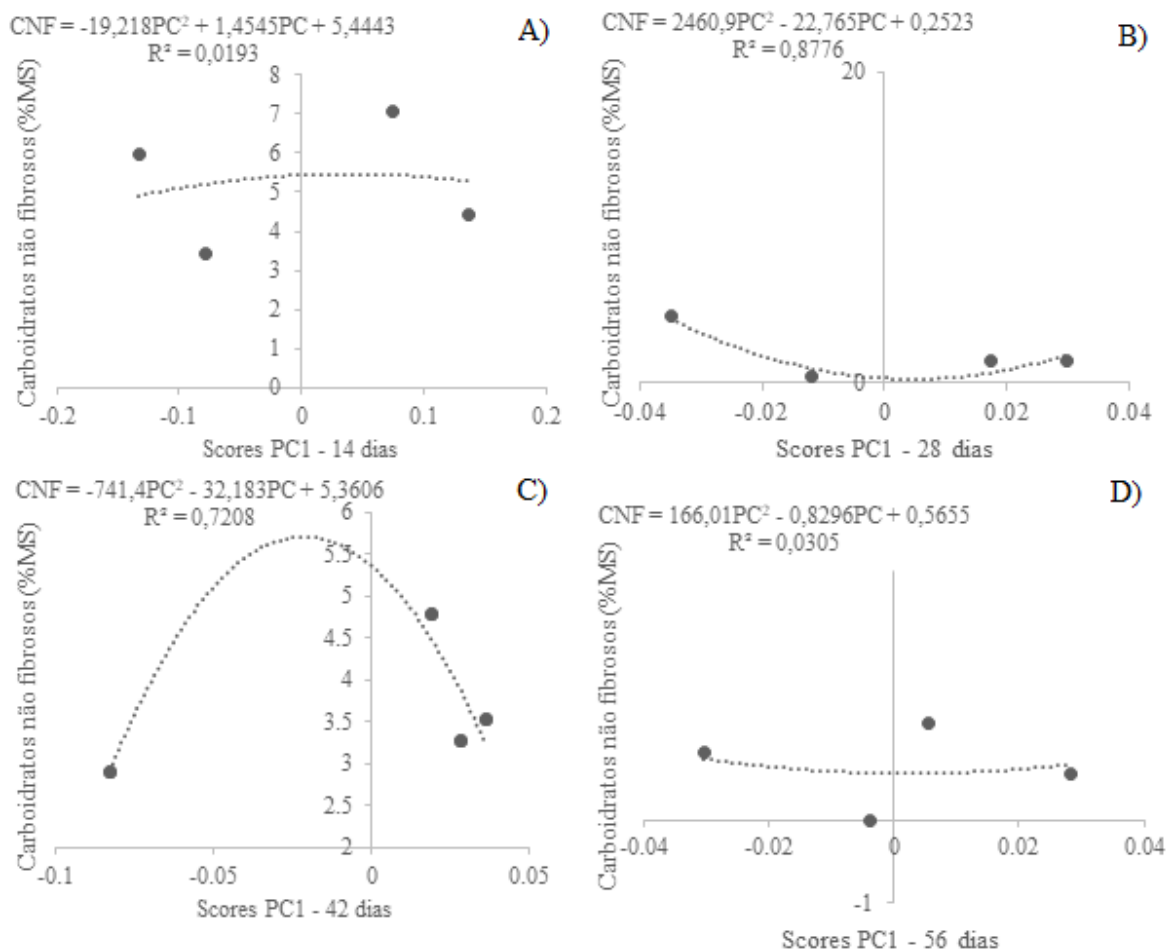 CNF = -19,218PC² + 1,4545PC + 5,4443
R² = 0,0193
A)
Carboidratos não fibrosos (%MS)
8
7
6
5
4
3
2
1
0
-0.2
-0.1
0
0.1
0.2
Scores PC1 - 14 dias
CNF = 2460,9PC² - 22,765PC + 0,2523
R² = 0,8776
B)
Carboidratos não fibrosos (%MS)
20
0
-0.04
-0.02
0
0.02
0.04
Scores PC1 - 28 dias
CNF = -741,4PC² - 32,183PC + 5,3606
R² = 0,7208
C)
Carboidratos não fibrosos (%MS)
6
5.5
5
4.5
4
3.5
3
2.5
2
-0.1
-0.05
0
0.05
Scores PC1 - 42 dias
CNF = 166,01PC² - 0,8296PC + 0,5655
R² = 0,0305
D)
Carboidratos não fibrosos (%MS)
-0.04
-0.02
0
0.02
0.04
-1
Scores PC1 - 56 dias